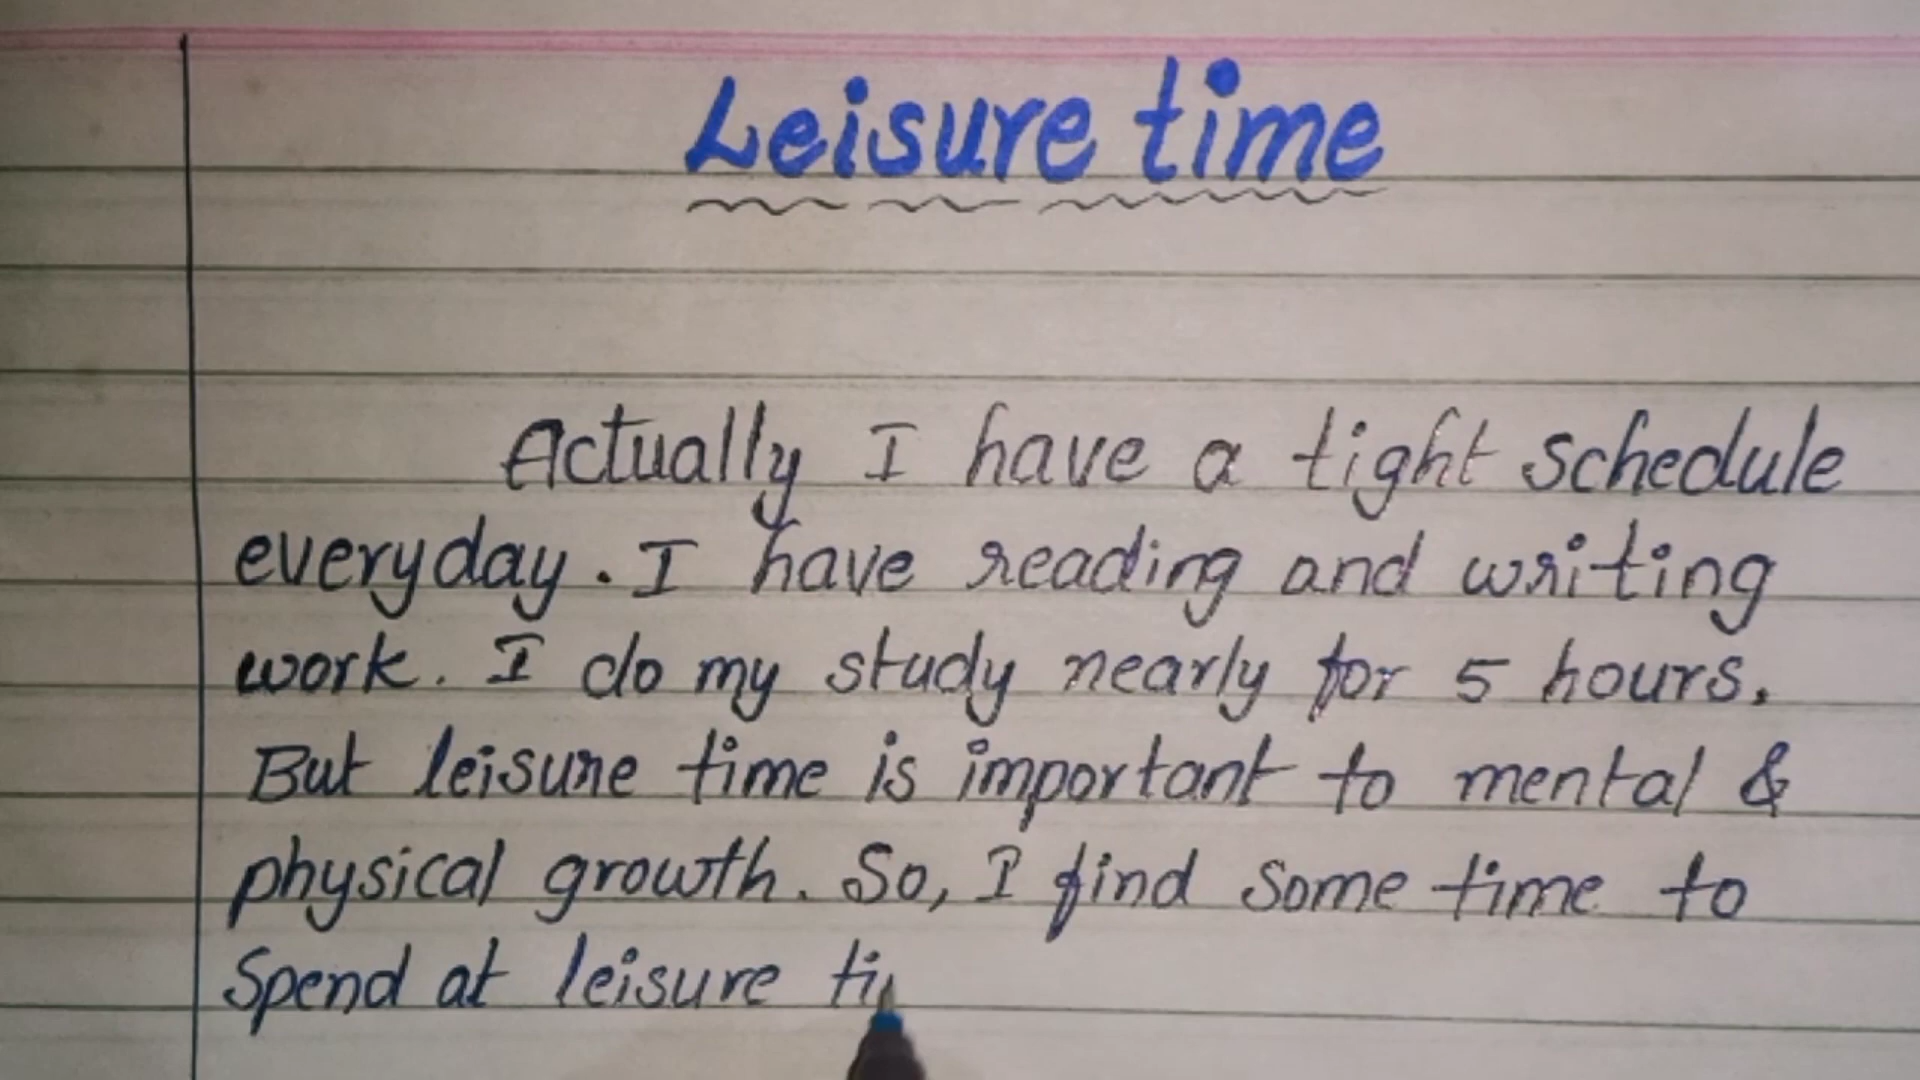 Leisure time
Actually I have a tight schedule
everyday. I have reading and writing
work. I do my study nearly for 5 hours.
But leisure time is important to mental &
physical growth. So, I find some time to
Spend at leisure ti